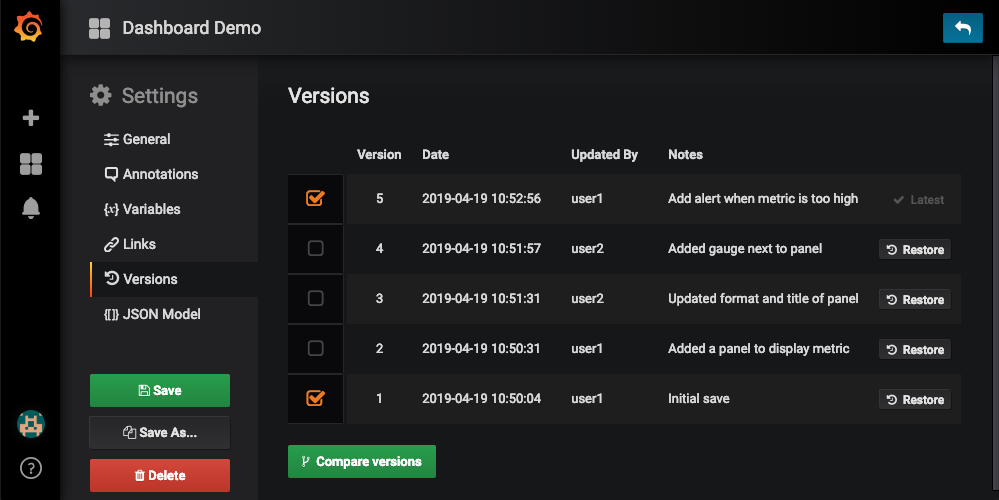 Dashboard Demo
Settings
General
Annotations
{x} Variables
Links
Versions
{[]} JSON Model
Save
Save As...
Delete
?
Versions
Version Date Updated By Notes
5 2019-04-19 10:52:56 user1 Add alert when metric is too high Latest
4 2019-04-19 10:51:57 user2 Added gauge next to panel Restore
3 2019-04-19 10:51:31 user2 Updated format and title of panel Restore
2 2019-04-19 10:50:31 user1 Added a panel to display metric Restore
1 2019-04-19 10:50:04 user1 Initial save Restore
Compare versions